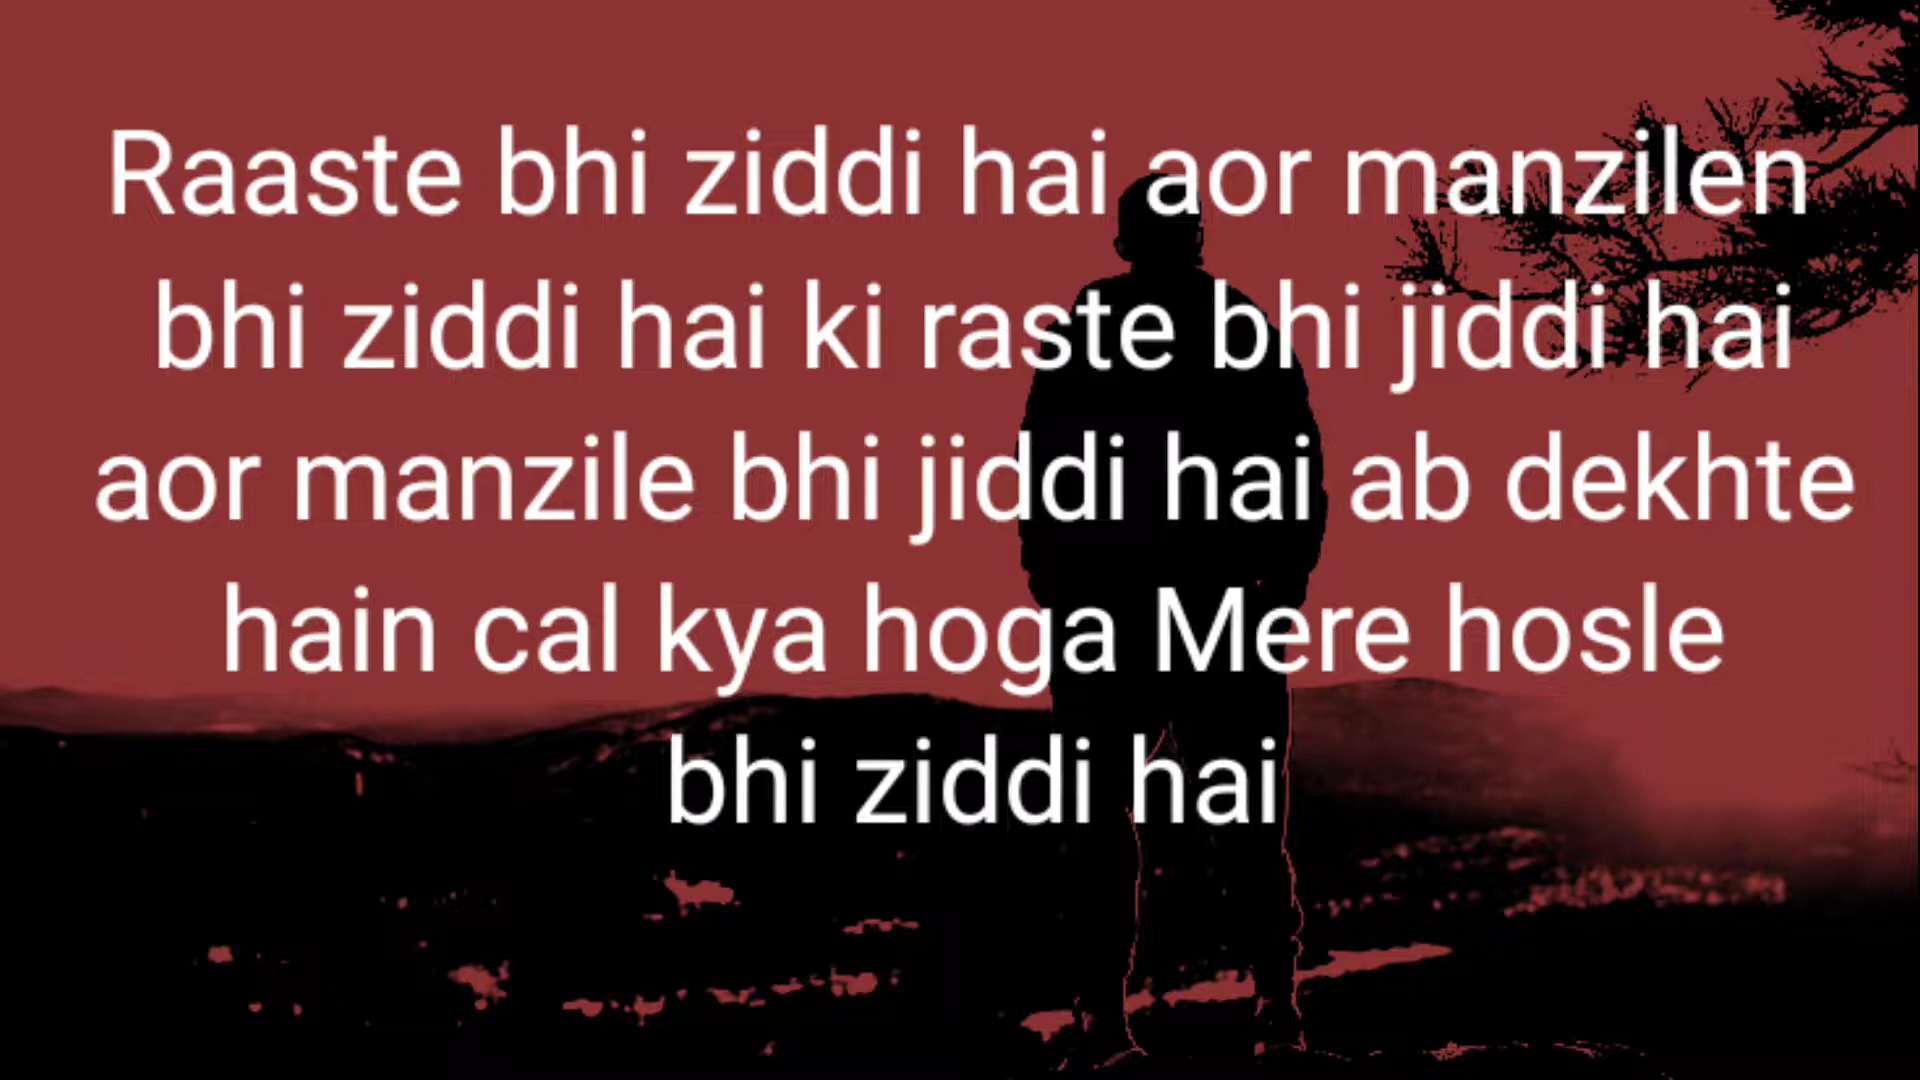 Raaste bhi ziddi hai aor manzilen
bhi ziddi hai ki raste bhi jiddi hai
aor manzile bhi jiddi hai ab dekhte
hain cal kya hoga Mere hosle
bhi ziddi hai